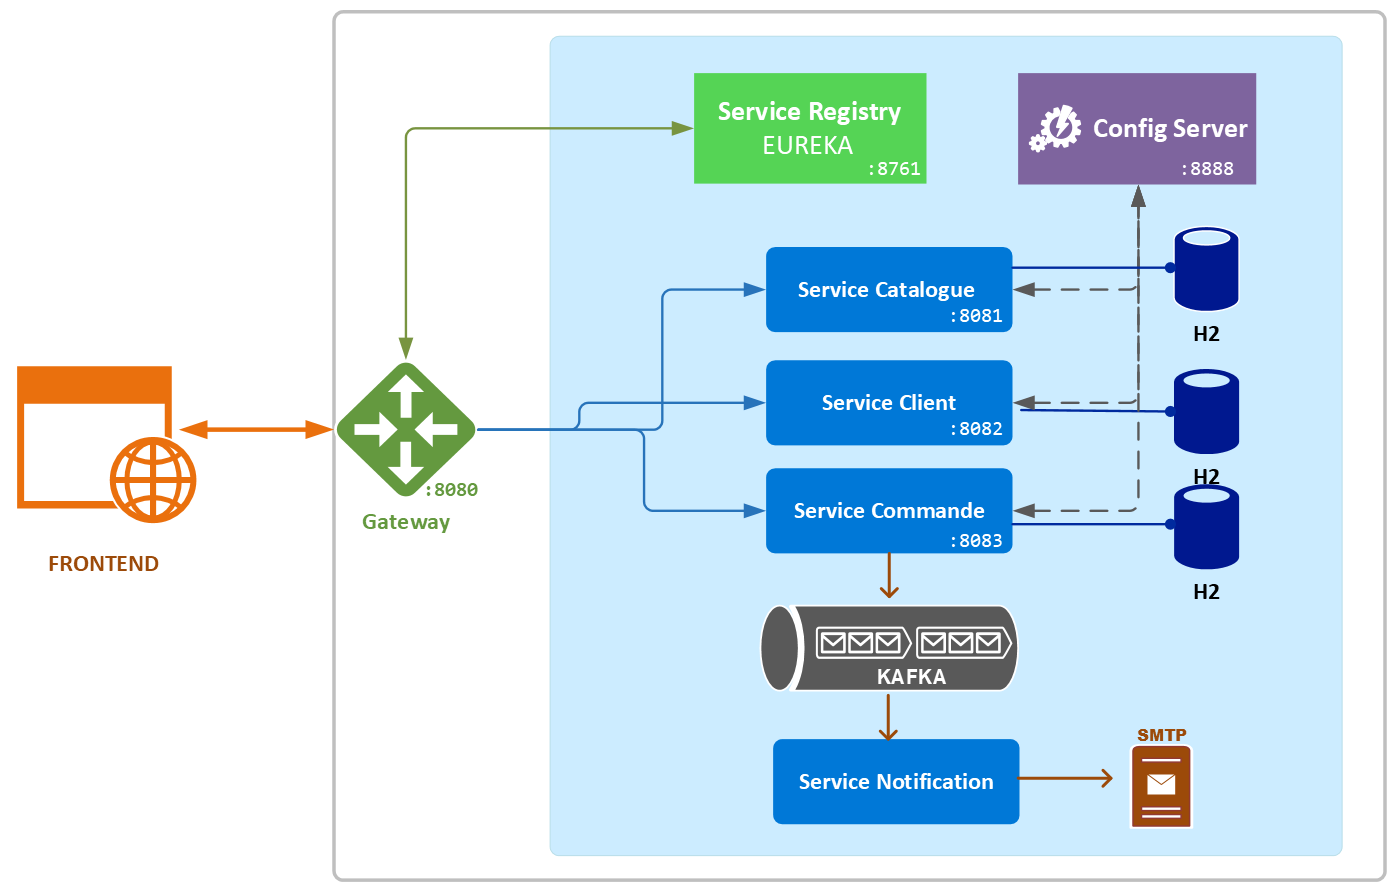 Service Registry
EUREKA
:8761
Config Server
:8888
Service Catalogue
:8081
H2
Service Client
:8082
H2
:8080
Gateway
Service Commande
:8083
H2
FRONTEND
KAFKA
SMTP
Service Notification